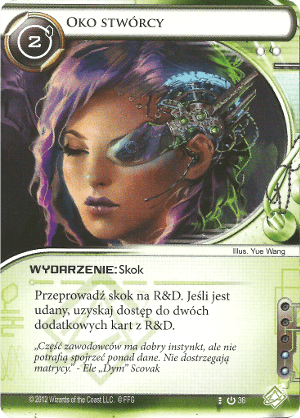 Oko stwórcy
2
Illus. Yue Wang
WYDARZENIE: Skok
Przeprowadź skok na R&D. Jeśli jest
udany, uzyskaj dostęp do dwóch
dodatkowych kart z R&D.
„Część zawodowców ma dobry instynkt, ale nie
potrafią spojrzeć ponad dane. Nie dostrzegają
matrycy." - Ele „Dym" Scovak
©2012 Wizards of the Coast LLC. © FFG
36